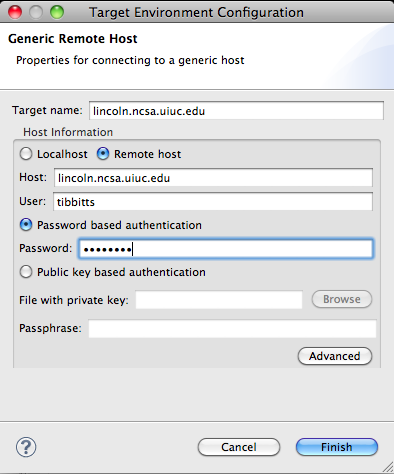 Target Environment Configuration
Generic Remote Host
Properties for connecting to a generic host
Target name: lincoln.ncsa.uiuc.edu
Host Information
Localhost Remote host
Host: lincoln.ncsa.uiuc.edu
User: tibbitts
Password based authentication
Password: ••••••••
Public key based authentication
File with private key: Browse
Passphrase:
Advanced
? Cancel Finish